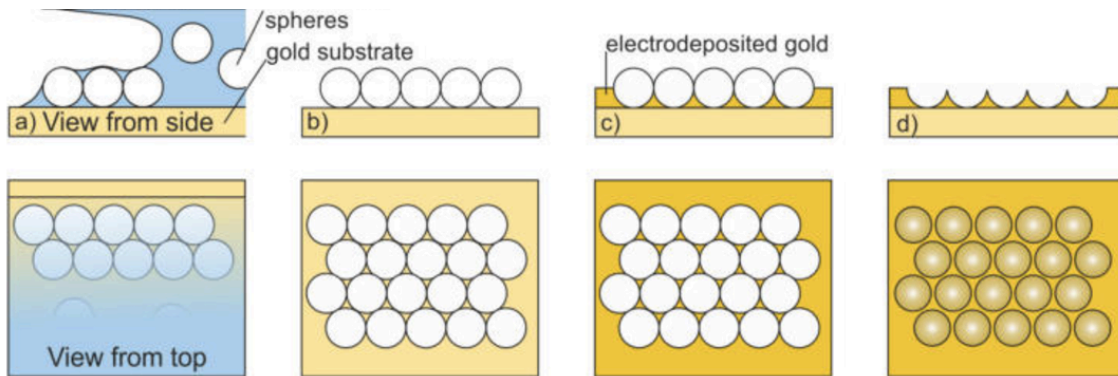 spheres
gold substrate
electrodeposited gold
a) View from side
b)
c)
d)
View from top